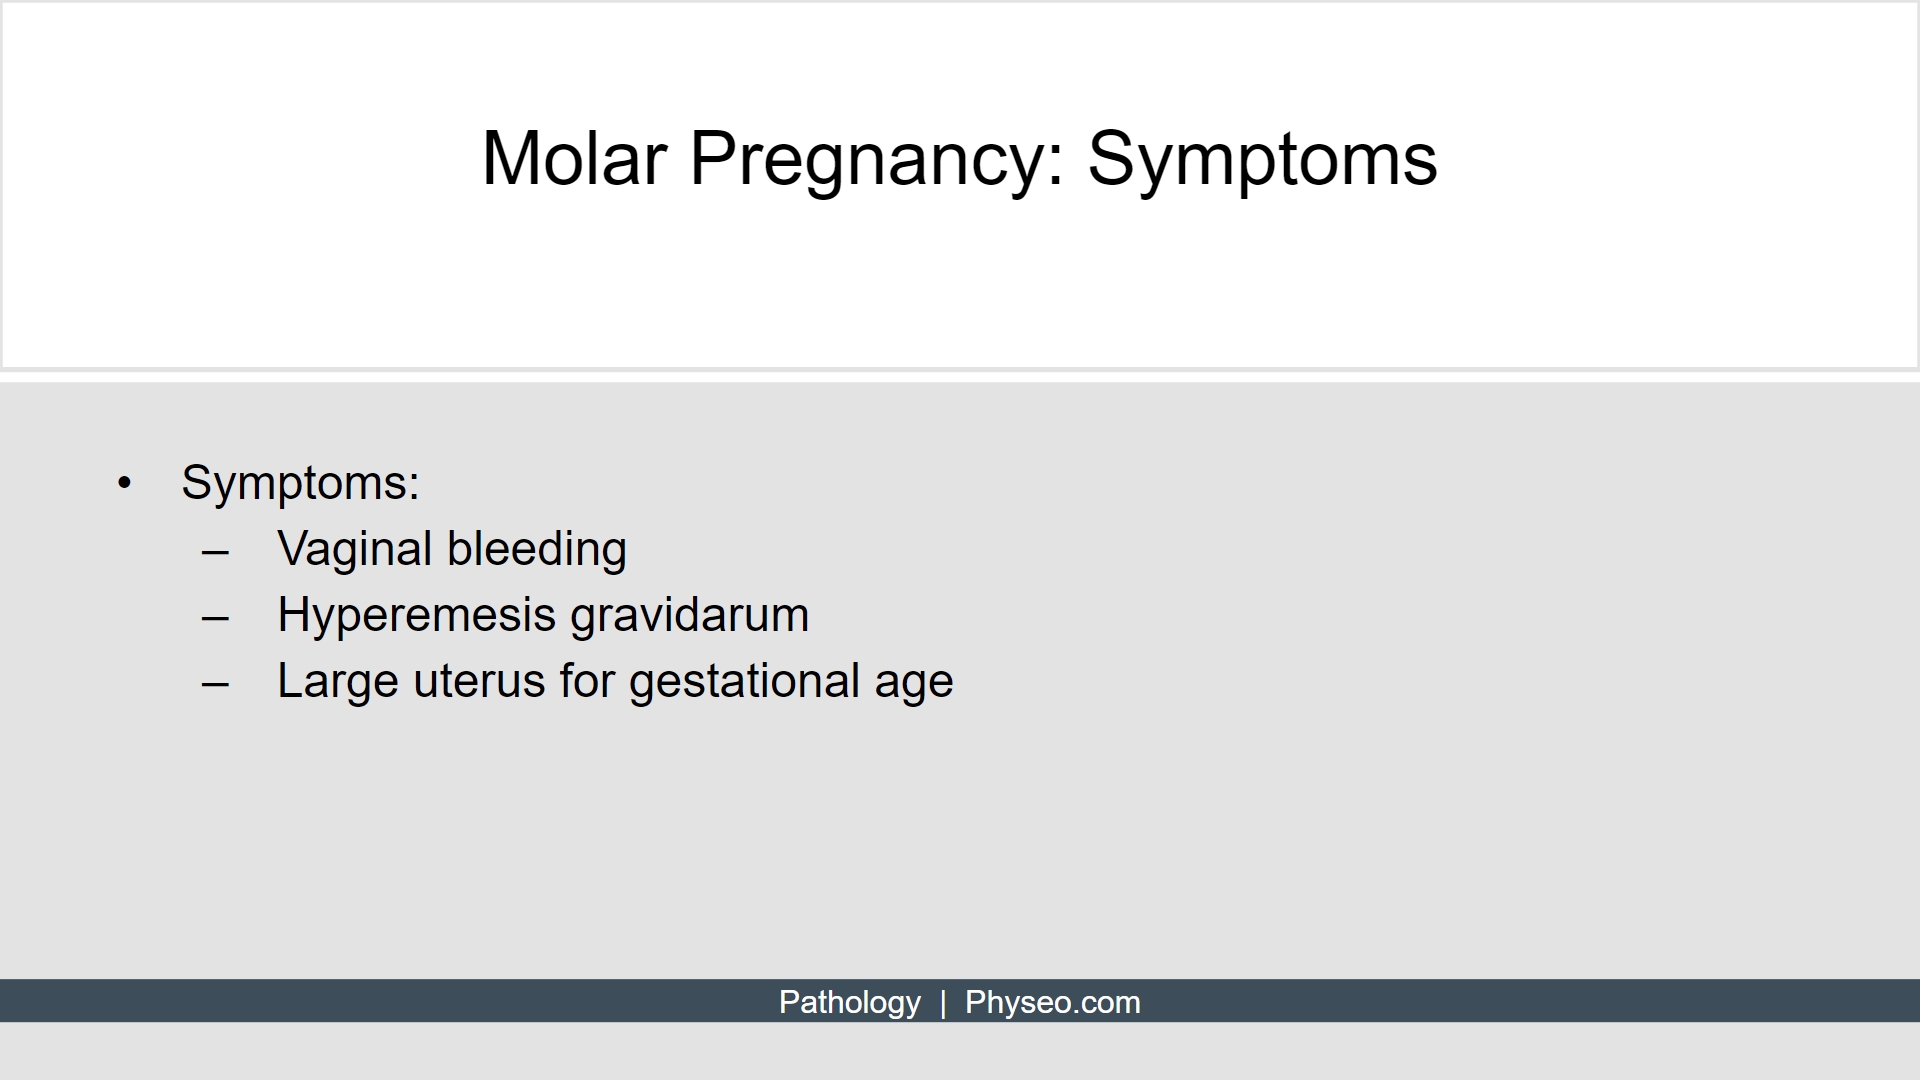 Molar Pregnancy: Symptoms
• Symptoms:
– Vaginal bleeding
– Hyperemesis gravidarum
– Large uterus for gestational age
Pathology | Physeo.com